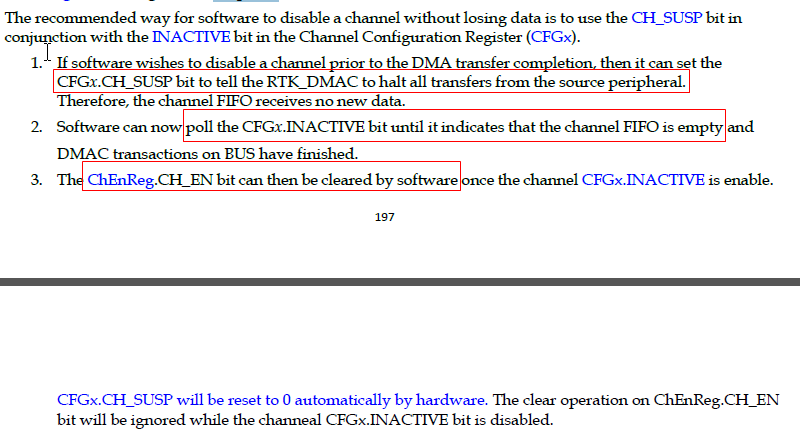 The recommended way for software to disable a channel without losing data is to use the CH_SUSP bit in
conjunction with the INACTIVE bit in the Channel Configuration Register (CFGx).
1. If software wishes to disable a channel prior to the DMA transfer completion, then it can set the
CFGx.CH_SUSP bit to tell the RTK_DMAC to halt all transfers from the source peripheral.
Therefore, the channel FIFO receives no new data.
2. Software can now poll the CFGx.INACTIVE bit until it indicates that the channel FIFO is empty and
DMAC transactions on BUS have finished.
3. The ChEnReg.CH_EN bit can then be cleared by software once the channel CFGx.INACTIVE is enable.
197
CFGx.CH_SUSP will be reset to 0 automatically by hardware. The clear operation on ChEnReg.CH_EN
bit will be ignored while the channeal CFGx.INACTIVE bit is disabled.